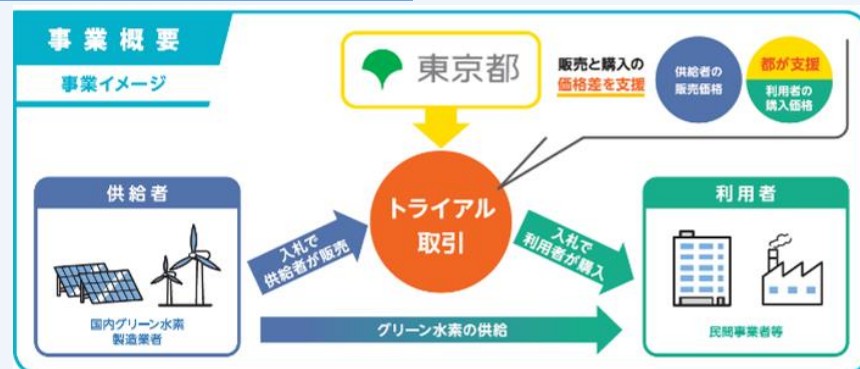 事業概要
事業イメージ
東京都
販売と購入の
価格差を支援
供給者の
販売価格
都が支援
利用者の
購入価格
供給者
国内グリーン水素
製造業者
入札で
供給者が販売
トライアル
取引
入札で
利用者が購入
利用者
民間事業者等
グリーン水素の供給